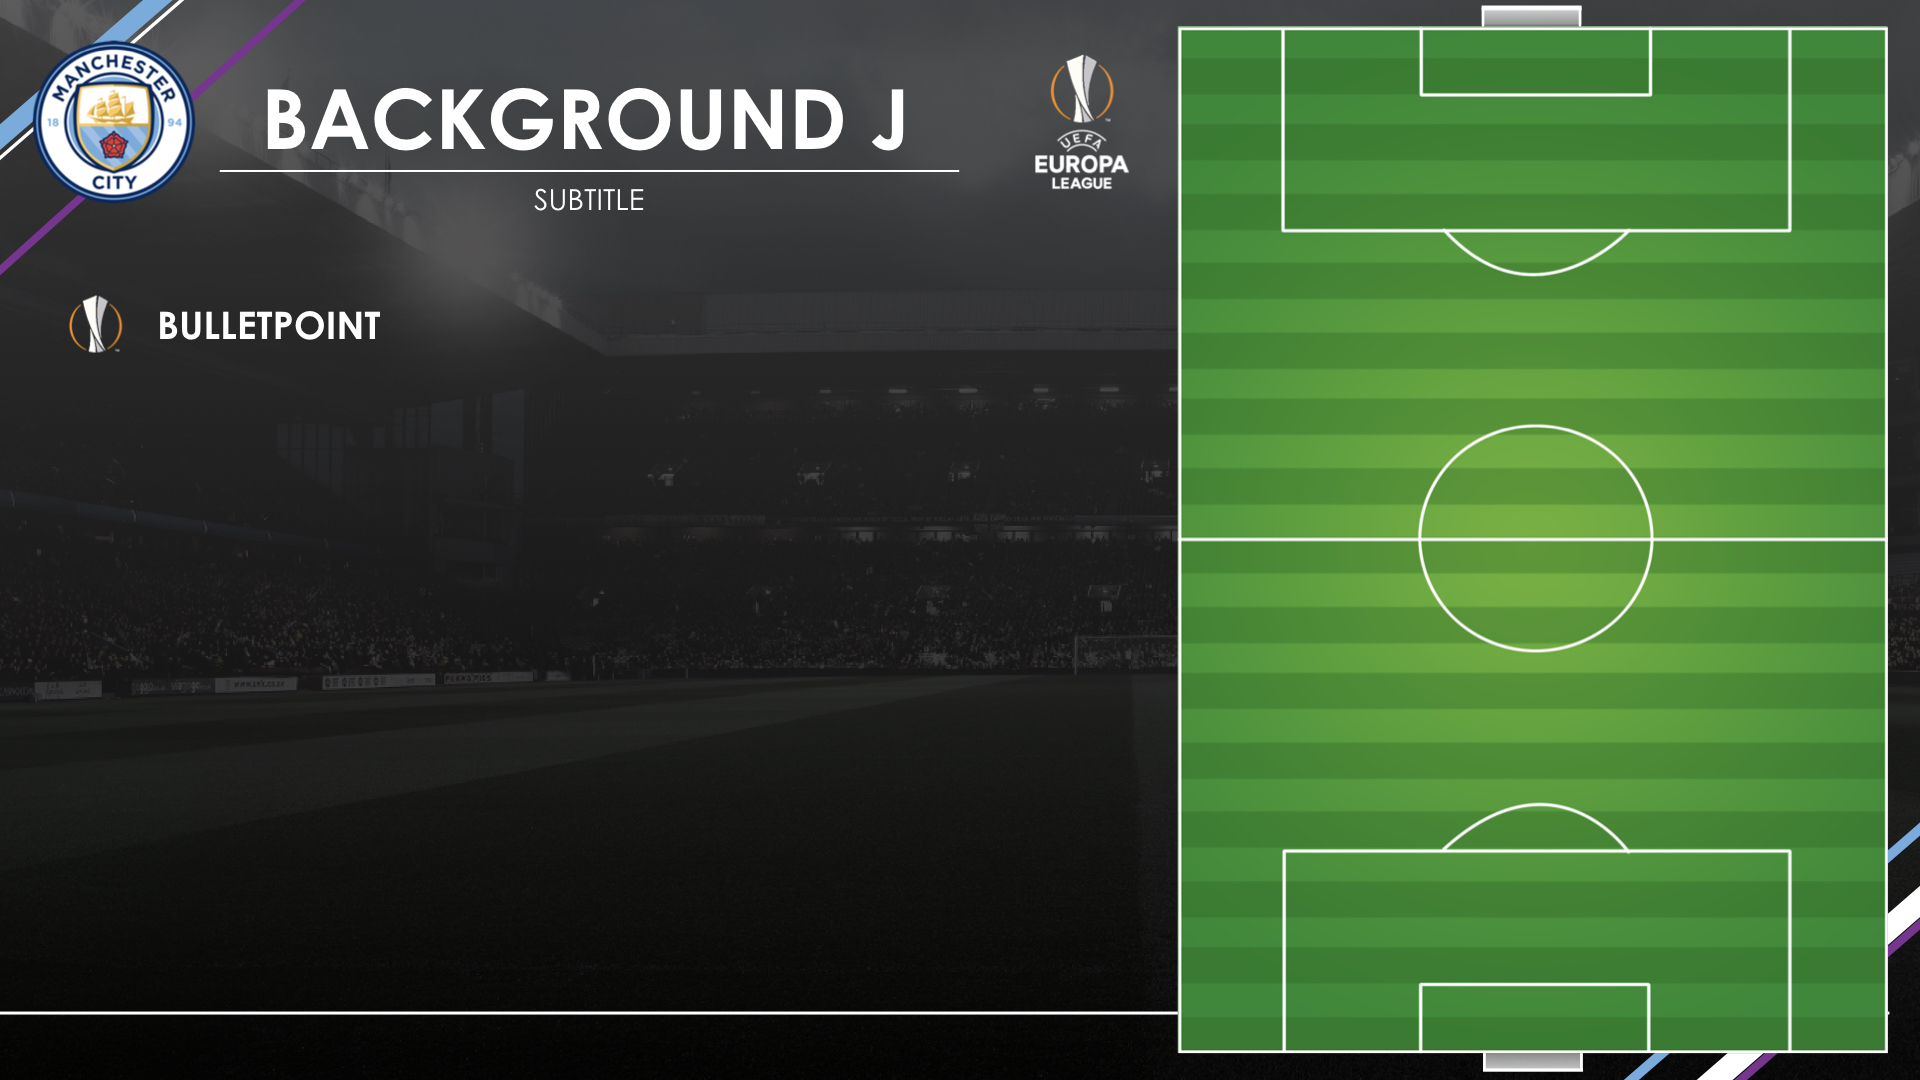 MANCHESTER
18 94
CITY
BACKGROUND J
SUBTITLE
UEFA
EUROPA
LEAGUE
BULLETPOINT